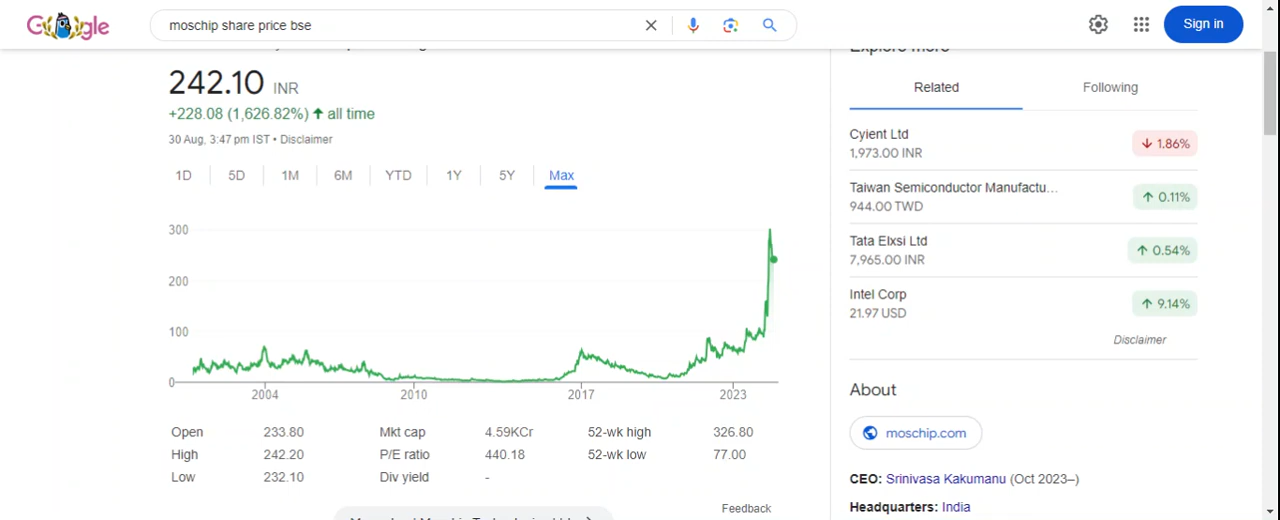 Google
moschip share price bse
Sign in
242.10 INR
+228.08 (1,626.82%) ↑ all time
30 Aug, 3:47 pm IST • Disclaimer
1D 5D 1M 6M YTD 1Y 5Y Max
300
200
100
0
2004 2010 2017 2023
Open 233.80 Mkt cap 4.59KCr 52-wk high 326.80
High 242.20 P/E ratio 440.18 52-wk low 77.00
Low 232.10 Div yield -
Feedback
Explore more
Related Following
Cyient Ltd
1,973.00 INR
↓ 1.86%
Taiwan Semiconductor Manufactu...
944.00 TWD
↑ 0.11%
Tata Elxsi Ltd
7,965.00 INR
↑ 0.54%
Intel Corp
21.97 USD
↑ 9.14%
Disclaimer
About
moschip.com
CEO: Srinivasa Kakumanu (Oct 2023–)
Headquarters: India